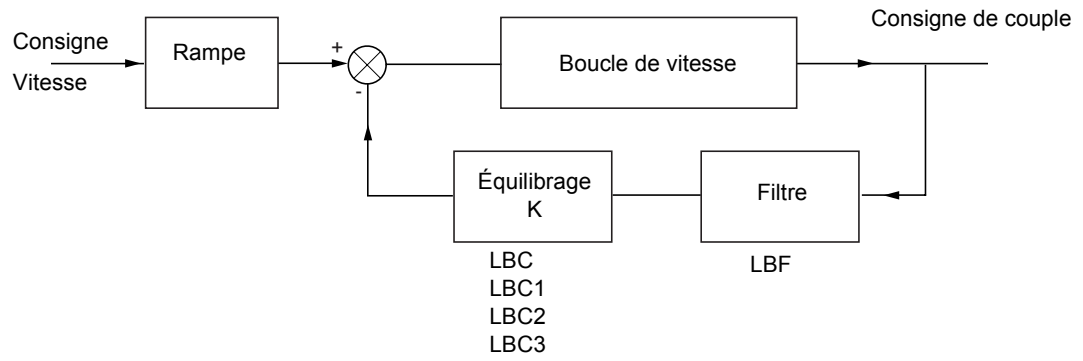 Consigne
Vitesse
Rampe
+
-
Boucle de vitesse
Consigne de couple
Équilibrage
K
Filtre
LBC
LBC1
LBC2
LBC3
LBF